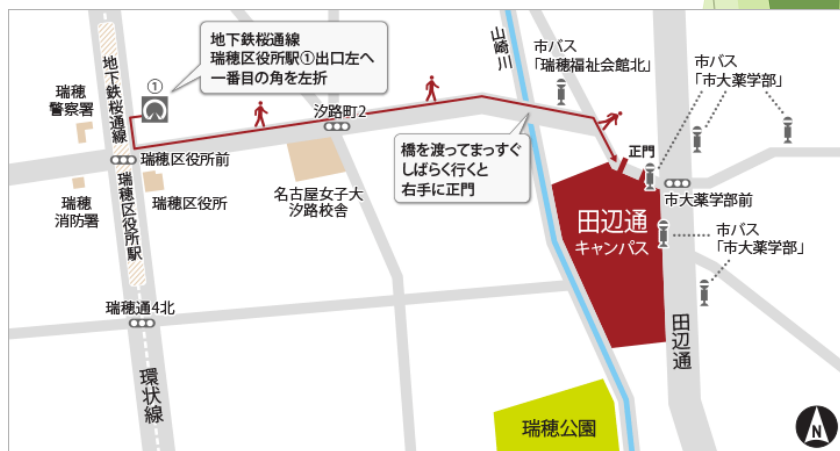 地下鉄桜通線
瑞穂区役所駅①出口左へ
一番目の角を左折
①
地下鉄桜通線
瑞穂
警察署
瑞穂区役所前
瑞穂
消防署
瑞穂区役所
瑞穂区役所駅
汐路町2
名古屋女子大
汐路校舎
山崎川
市バス
「瑞穂福祉会館北」
市バス
「市大薬学部」
橋を渡ってまっすぐ
しばらく行くと
右手に正門
正門
市大薬学部前
田辺通
キャンパス
市バス
「市大薬学部」
瑞穂通4北
環状線
田辺通
瑞穂公園
N